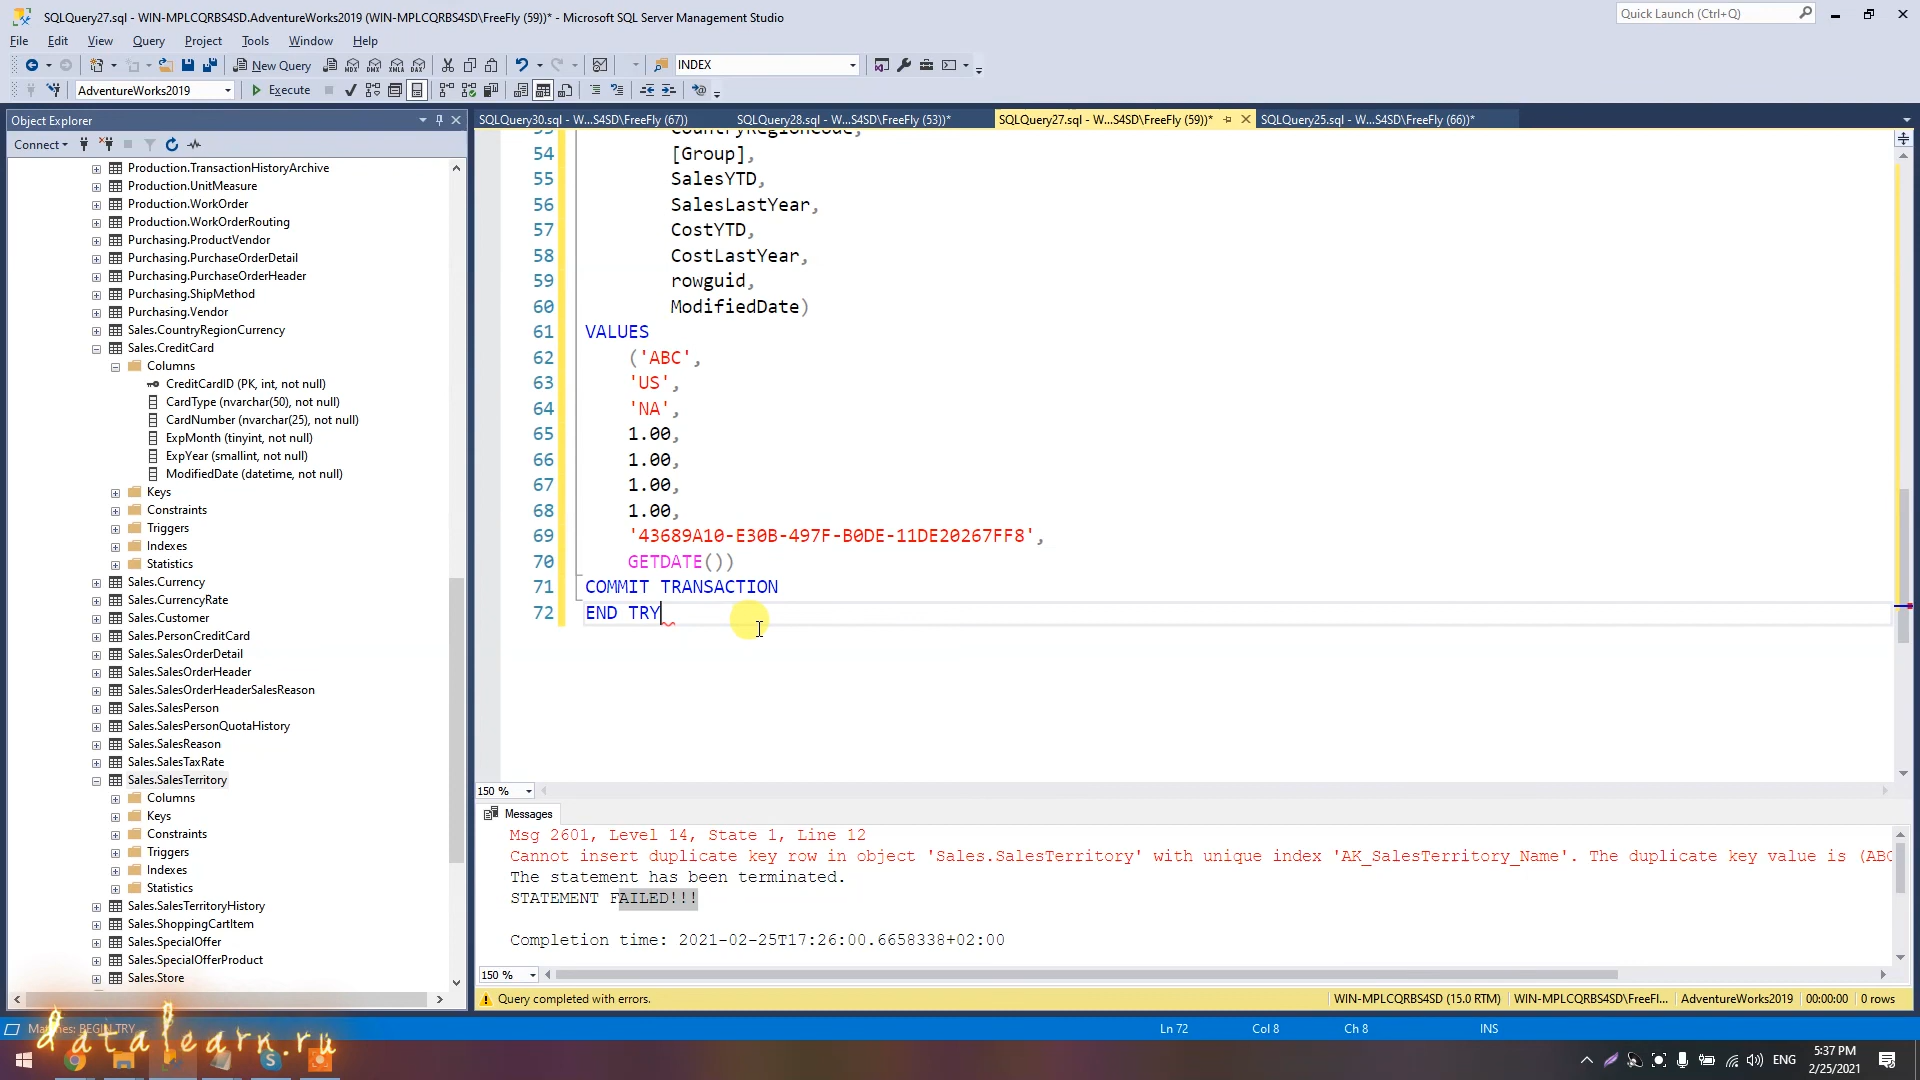 SQLQuery27.sql - WIN-MPLCQRBS4SD.AdventureWorks2019 (WIN-MPLCQRBS4SD\FreeFly (59))* - Microsoft SQL Server Management Studio
Quick Launch (Ctrl+Q)
File Edit View Query Project Tools Window Help
New Query
INDEX
AdventureWorks2019
Execute
Object Explorer
SQLQuery30.sql - W...S4SD\FreeFly (67))
SQLQuery28.sql - W...S4SD\FreeFly (53))*
SQLQuery27.sql - W...S4SD\FreeFly (59))*
SQLQuery25.sql - W...S4SD\FreeFly (66))*
Connect
Production.TransactionHistoryArchive
Production.UnitMeasure
Production.WorkOrder
Production.WorkOrderRouting
Purchasing.ProductVendor
Purchasing.PurchaseOrderDetail
Purchasing.PurchaseOrderHeader
Purchasing.ShipMethod
Purchasing.Vendor
Sales.CountryRegionCurrency
Sales.CreditCard
Columns
CreditCardID (PK, int, not null)
CardType (nvarchar(50), not null)
CardNumber (nvarchar(25), not null)
ExpMonth (tinyint, not null)
ExpYear (smallint, not null)
ModifiedDate (datetime, not null)
Keys
Constraints
Triggers
Indexes
Statistics
Sales.Currency
Sales.CurrencyRate
Sales.Customer
Sales.PersonCreditCard
Sales.SalesOrderDetail
Sales.SalesOrderHeader
Sales.SalesOrderHeaderSalesReason
Sales.SalesPerson
Sales.SalesPersonQuotaHistory
Sales.SalesReason
Sales.SalesTaxRate
Sales.SalesTerritory
Columns
Keys
Constraints
Triggers
Indexes
Statistics
Sales.SalesTerritoryHistory
Sales.ShoppingCartItem
Sales.SpecialOffer
Sales.SpecialOfferProduct
Sales.Store
53 CountryRegionCode,
54 [Group],
55 SalesYTD,
56 SalesLastYear,
57 CostYTD,
58 CostLastYear,
59 rowguid,
60 ModifiedDate)
61 VALUES
62 ('ABC',
63 'US',
64 'NA',
65 1.00,
66 1.00,
67 1.00,
68 1.00,
69 '43689A10-E30B-497F-B0DE-11DE20267FF8',
70 GETDATE())
71 COMMIT TRANSACTION
72 END TRY
150 %
Messages
Msg 2601, Level 14, State 1, Line 12
Cannot insert duplicate key row in object 'Sales.SalesTerritory' with unique index 'AK_SalesTerritory_Name'. The duplicate key value is (ABC
The statement has been terminated.
STATEMENT FAILED!!!
Completion time: 2021-02-25T17:26:00.6658338+02:00
150 %
Query completed with errors.
WIN-MPLCQRBS4SD (15.0 RTM)
WIN-MPLCQRBS4SD\FreeFl...
AdventureWorks2019
00:00:00
0 rows
BEGIN TRY
Ln 72
Col 8
Ch 8
INS
datalearn.ru
ENG
5:37 PM
2/25/2021